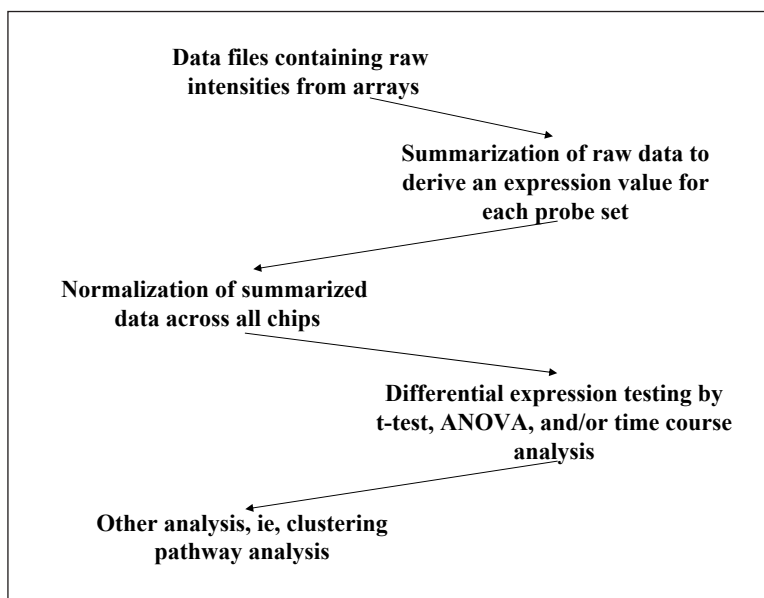 Data files containing raw
intensities from arrays
Summarization of raw data to
derive an expression value for
each probe set
Normalization of summarized
data across all chips
Differential expression testing by
t-test, ANOVA, and/or time course
analysis
Other analysis, ie, clustering
pathway analysis